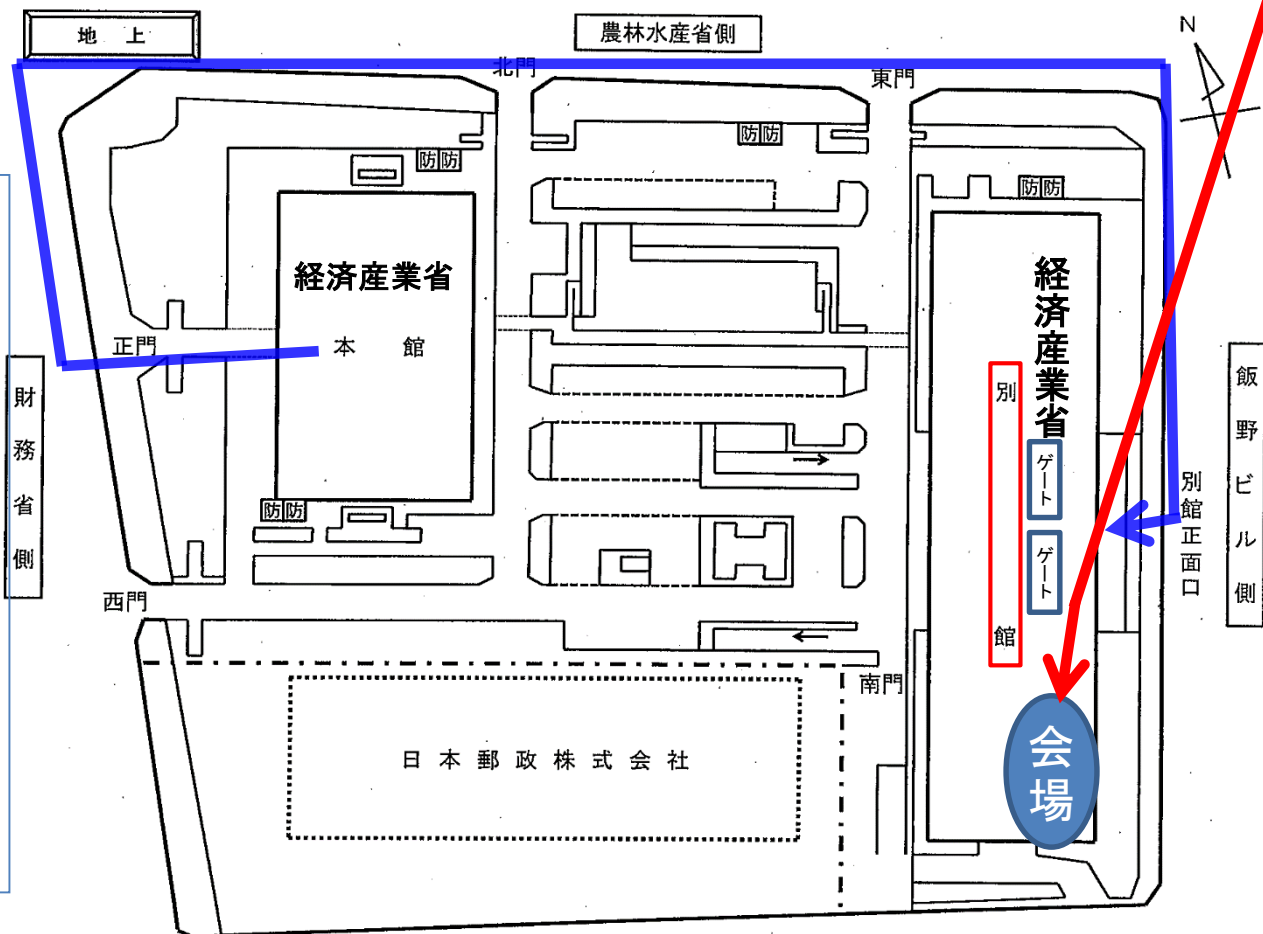 地 上
農林水産省側
N
北門
東門
防防
防防
防防
経済産業省
本 館
経済産業省
別 館
ゲート
ゲート
正門
財務省側
飯野ビル側
別館正面口
防防
西門
南門
日本郵政株式会社
会場